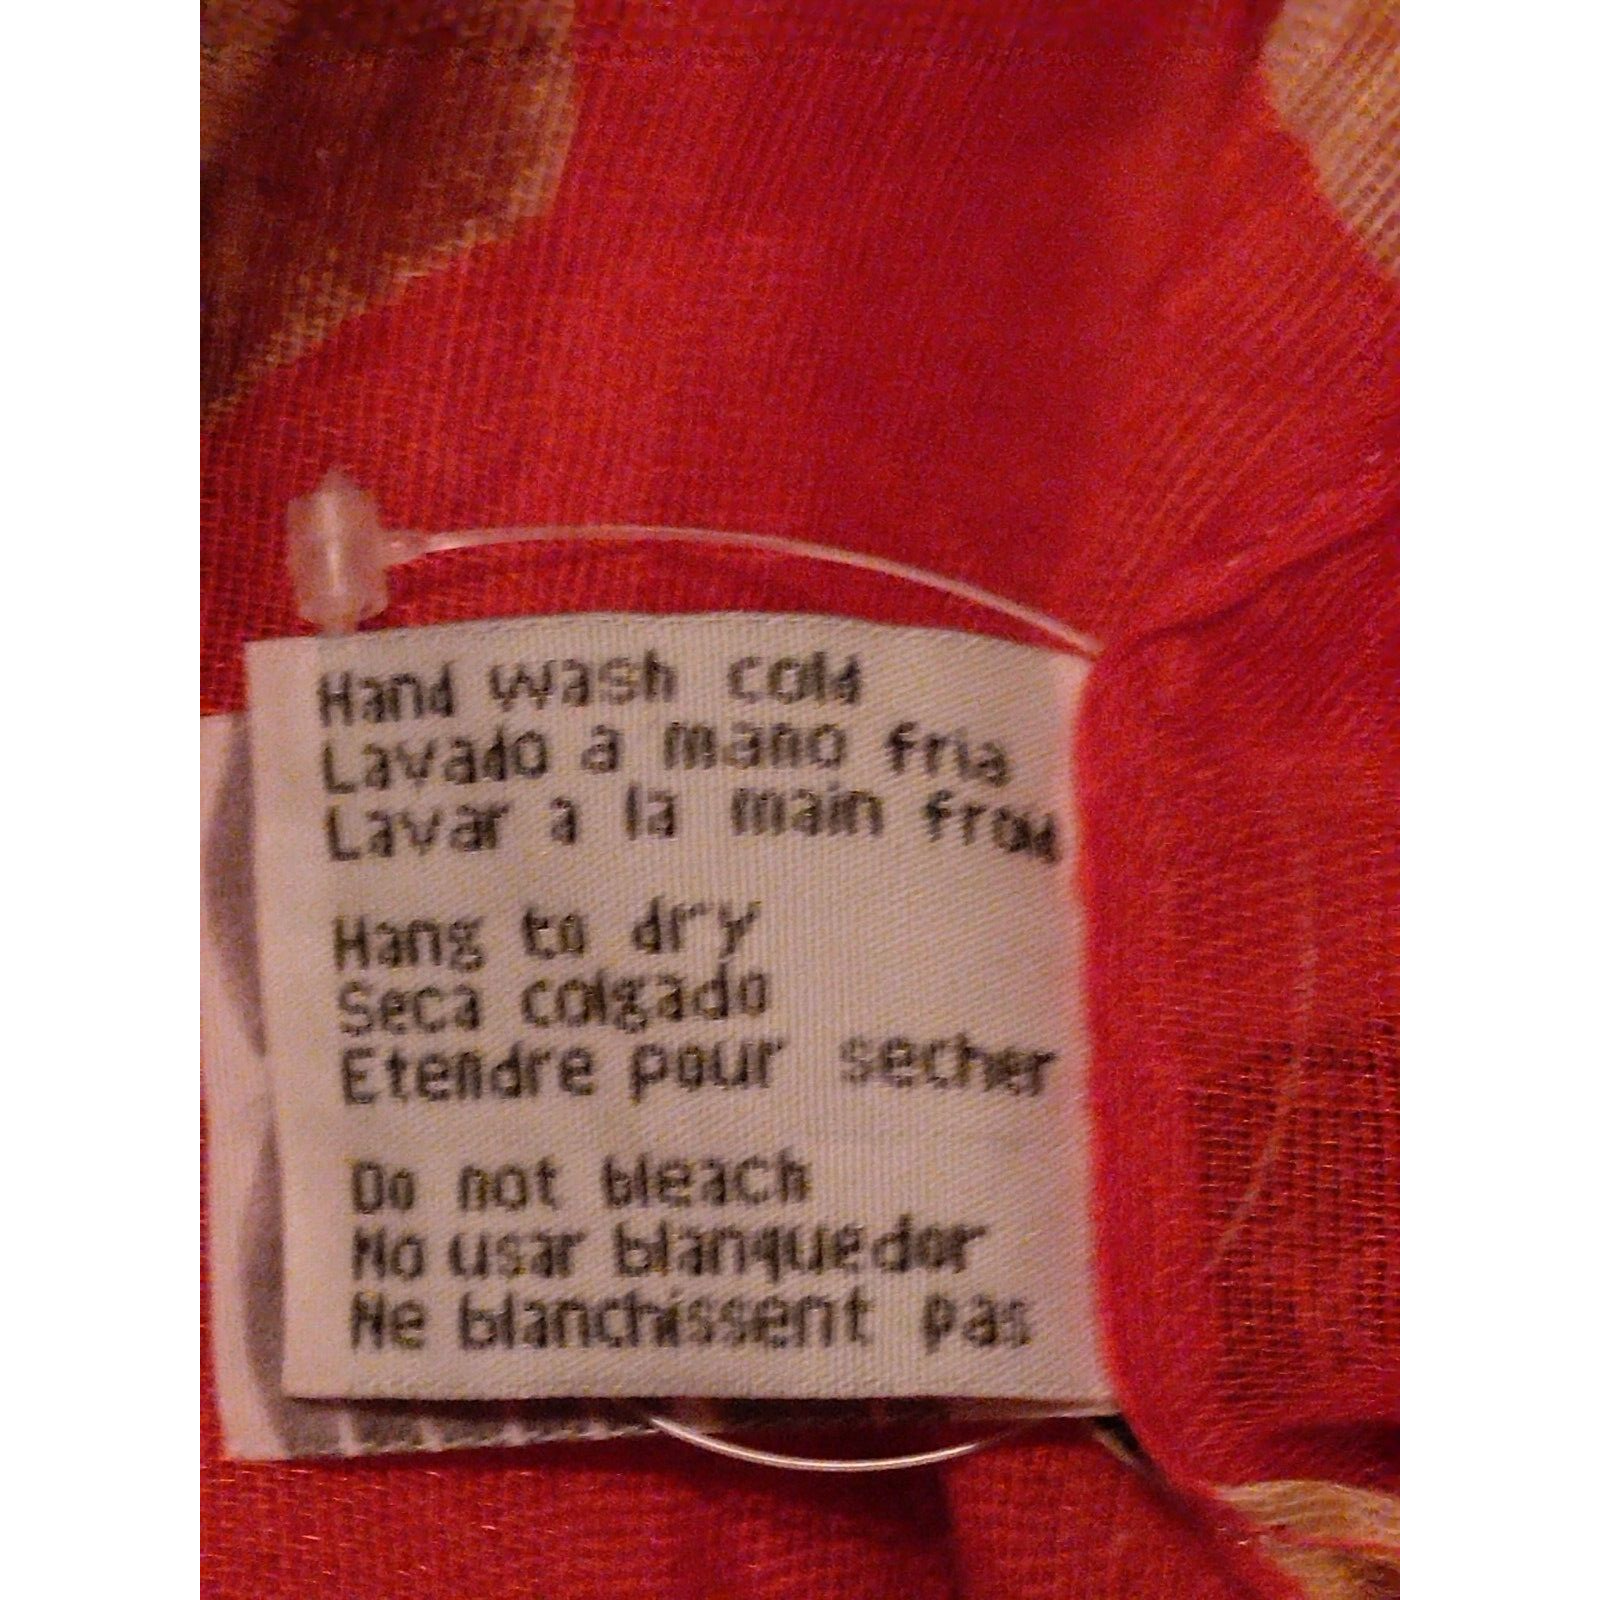 Hand wash cold
Lavado a mano fria
Lavar a la main froid
Hang to dry
Seca colgado
Etendre pour secher
Do not bleach
No usar blanquedor
Ne blanchissent pas